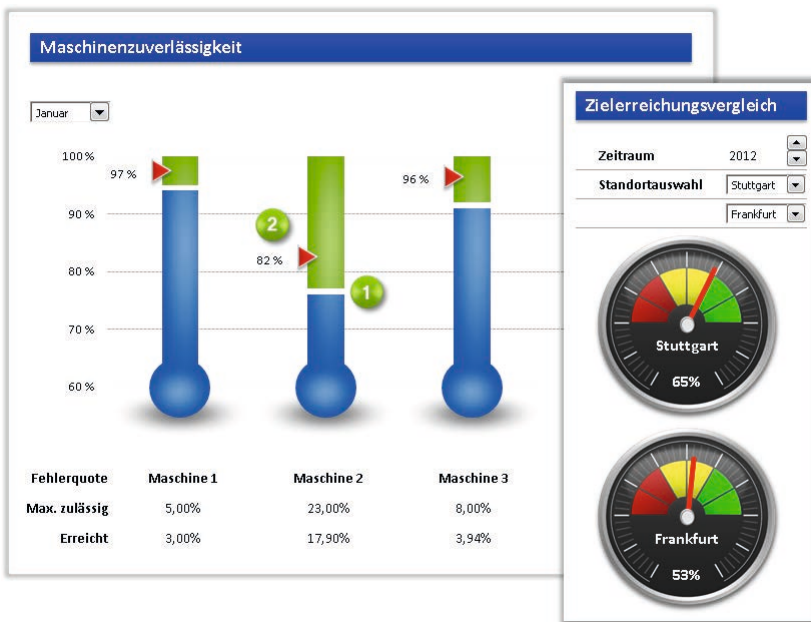 Maschinenzuverlässigkeit
Januar
100 %
97 %
96 %
90 %
2
82 %
80 %
1
70 %
60 %
Fehlerquote Maschine 1 Maschine 2 Maschine 3
Max. zulässig 5,00% 23,00% 8,00%
Erreicht 3,00% 17,90% 3,94%
Zielerreichungsvergleich
Zeitraum 2012
Standortauswahl Stuttgart
Frankfurt
Stuttgart
65%
Frankfurt
53%